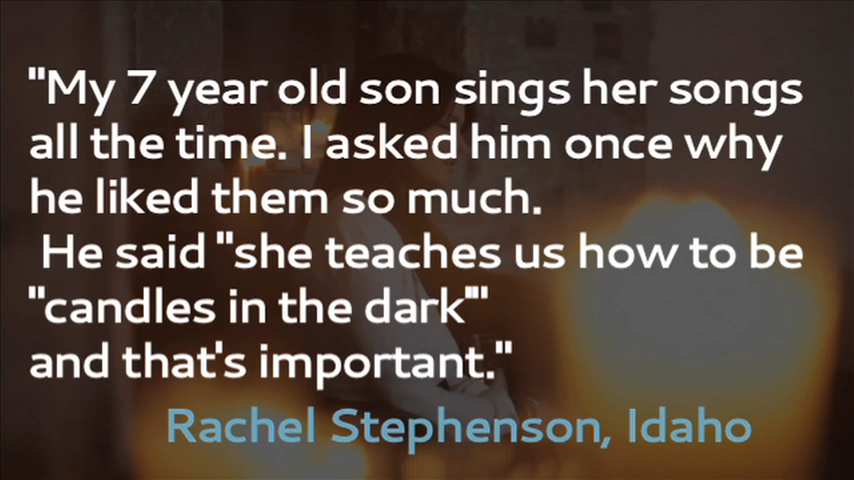 "My 7 year old son sings her songs
all the time. I asked him once why
he liked them so much.
He said "she teaches us how to be
"candles in the dark'"
and that's important."
Rachel Stephenson, Idaho